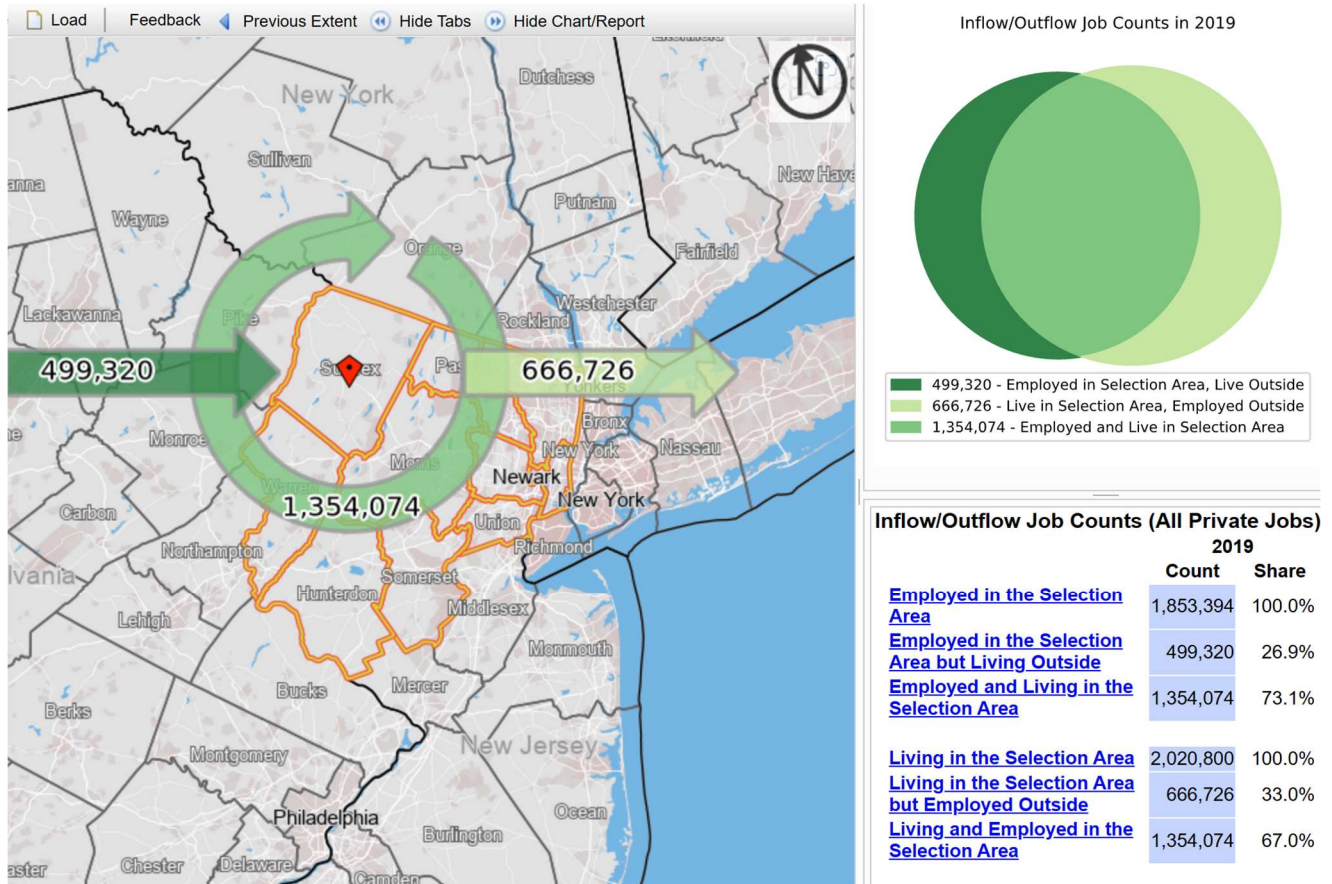 Load
Feedback
Previous Extent
Hide Tabs
Hide Chart/Report
Dutchess
New York
N
Sullivan
New Have
anna
Wayne
Putnam
Orange
Fairfield
Westchester
Lackawanna
Pike
Rockland
499,320
Sussex
Pas
666,726
Yonkers
Bronx
Monroe
Morris
New York
Nassau
Newark
Warren
1,354,074
New York
Carbon
Union
Northampton
Richmond
lvania
Somerset
Hunterdon
Middlesex
Lehigh
Monmouth
Bucks
Mercer
Berks
New Jersey
Montgomery
Ocean
Philadelphia
Burlington
aster
Chester
Delaware
Camden
Inflow/Outflow Job Counts in 2019
499,320 - Employed in Selection Area, Live Outside
666,726 - Live in Selection Area, Employed Outside
1,354,074 - Employed and Live in Selection Area
Inflow/Outflow Job Counts (All Private Jobs)
2019
Count Share
Employed in the Selection
Area 1,853,394 100.0%
Employed in the Selection
Area but Living Outside 499,320 26.9%
Employed and Living in the
Selection Area 1,354,074 73.1%
Living in the Selection Area 2,020,800 100.0%
Living in the Selection Area
but Employed Outside 666,726 33.0%
Living and Employed in the
Selection Area 1,354,074 67.0%